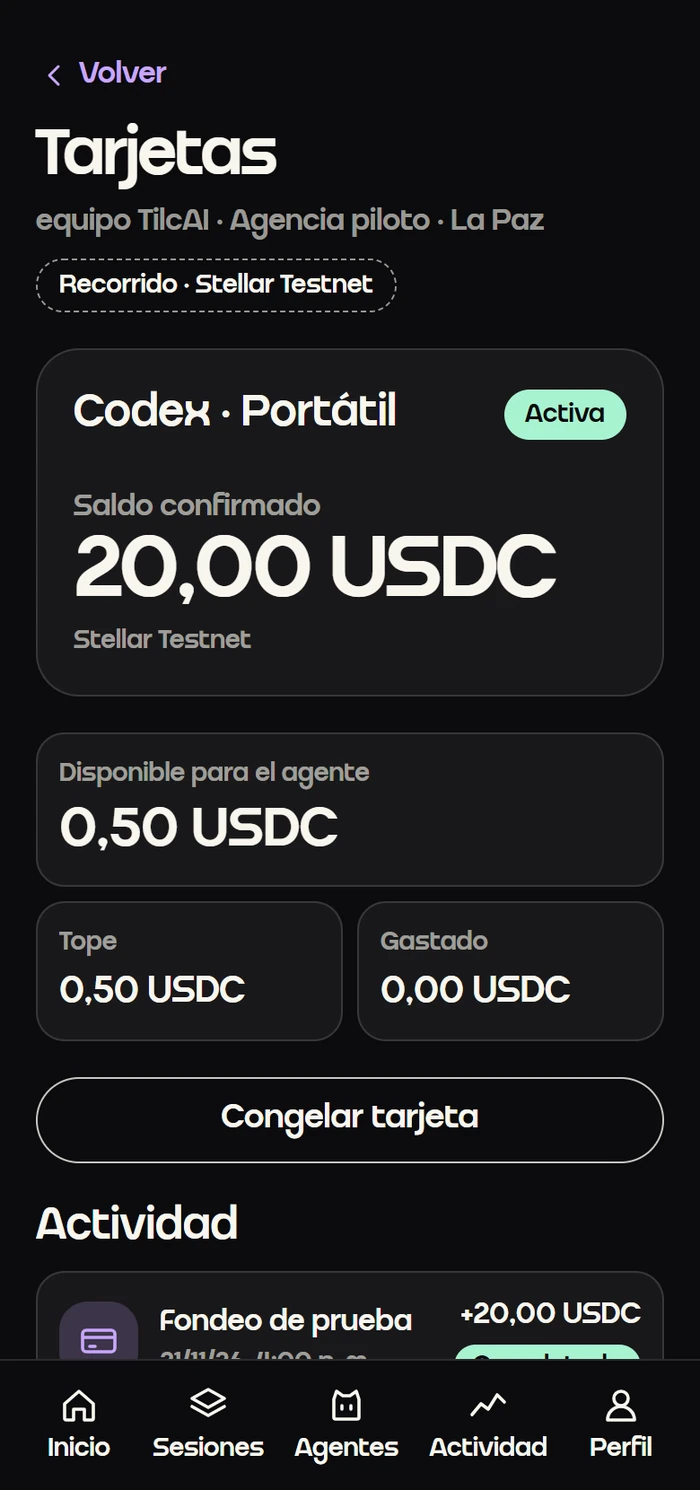 Volver
Tarjetas
equipo TilcAI · Agencia piloto · La Paz
Recorrido · Stellar Testnet
Codex · Portátil
Activa
Saldo confirmado
20,00 USDC
Stellar Testnet
Disponible para el agente
0,50 USDC
Tope
0,50 USDC
Gastado
0,00 USDC
Congelar tarjeta
Actividad
Fondeo de prueba
+20,00 USDC
Inicio
Sesiones
Agentes
Actividad
Perfil